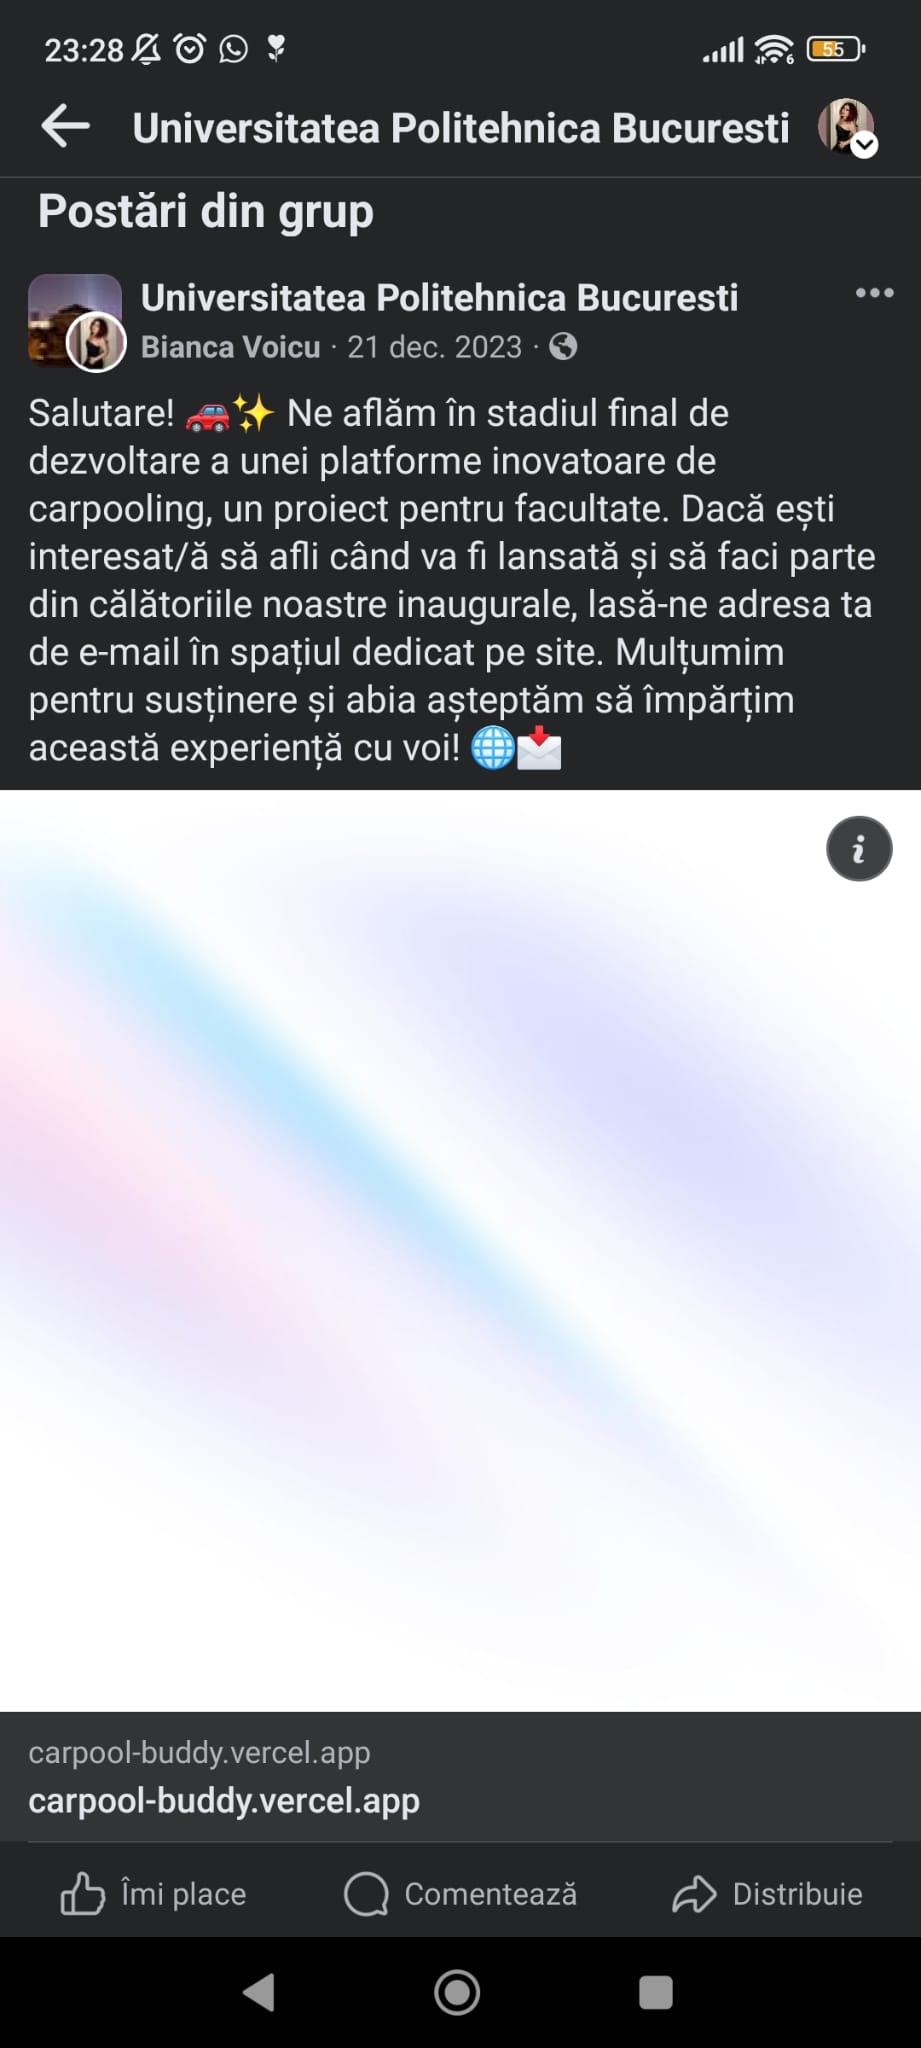 23:28
55
6
Universitatea Politehnica Bucuresti
Postări din grup
Universitatea Politehnica Bucuresti
Bianca Voicu · 21 dec. 2023 ·
Salutare! 🚗✨ Ne aflăm în stadiul final de
dezvoltare a unei platforme inovatoare de
carpooling, un proiect pentru facultate. Dacă ești
interesat/ă să afli când va fi lansată și să faci parte
din călătoriile noastre inaugurale, lasă-ne adresa ta
de e-mail în spațiul dedicat pe site. Mulțumim
pentru susținere și abia așteptăm să împărțim
această experiență cu voi! 🌐📩
i
carpool-buddy.vercel.app
carpool-buddy.vercel.app
Îmi place
Comentează
Distribuie